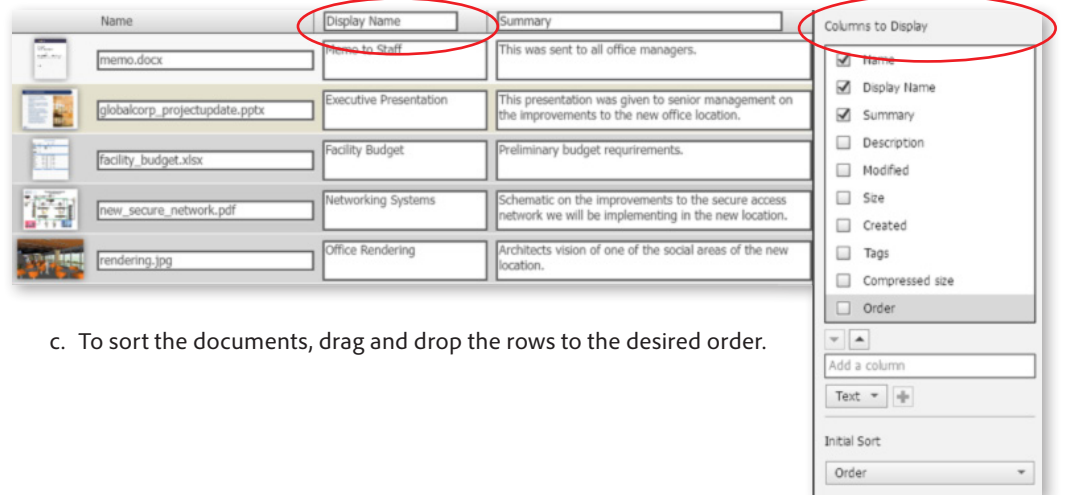 Name Display Name Summary
memo.docx Memo to Staff This was sent to all office managers.
globalcorp_projectupdate.pptx Executive Presentation This presentation was given to senior management on
the improvements to the new office location.
facility_budget.xlsx Facility Budget Preliminary budget requrirements.
new_secure_network.pdf Networking Systems Schematic on the improvements to the secure access
network we will be implementing in the new location.
rendering.jpg Office Rendering Architects vision of one of the social areas of the new
location.
c. To sort the documents, drag and drop the rows to the desired order.
Columns to Display
Name
Display Name
Summary
Description
Modified
Size
Created
Tags
Compressed size
Order
Add a column
Text
Initial Sort
Order